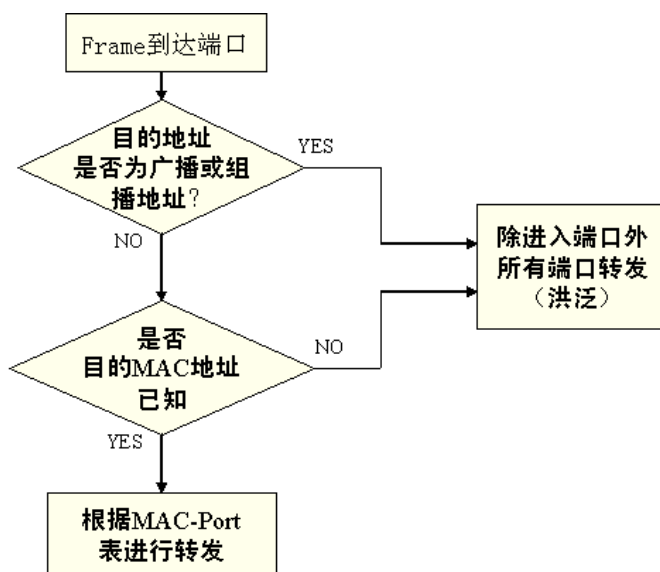 Frame到达端口
目的地址
是否为广播或组
播地址?
YES
NO
除进入端口外
所有端口转发
（洪泛）
是否
目的MAC地址
已知
NO
YES
根据MAC-Port
表进行转发